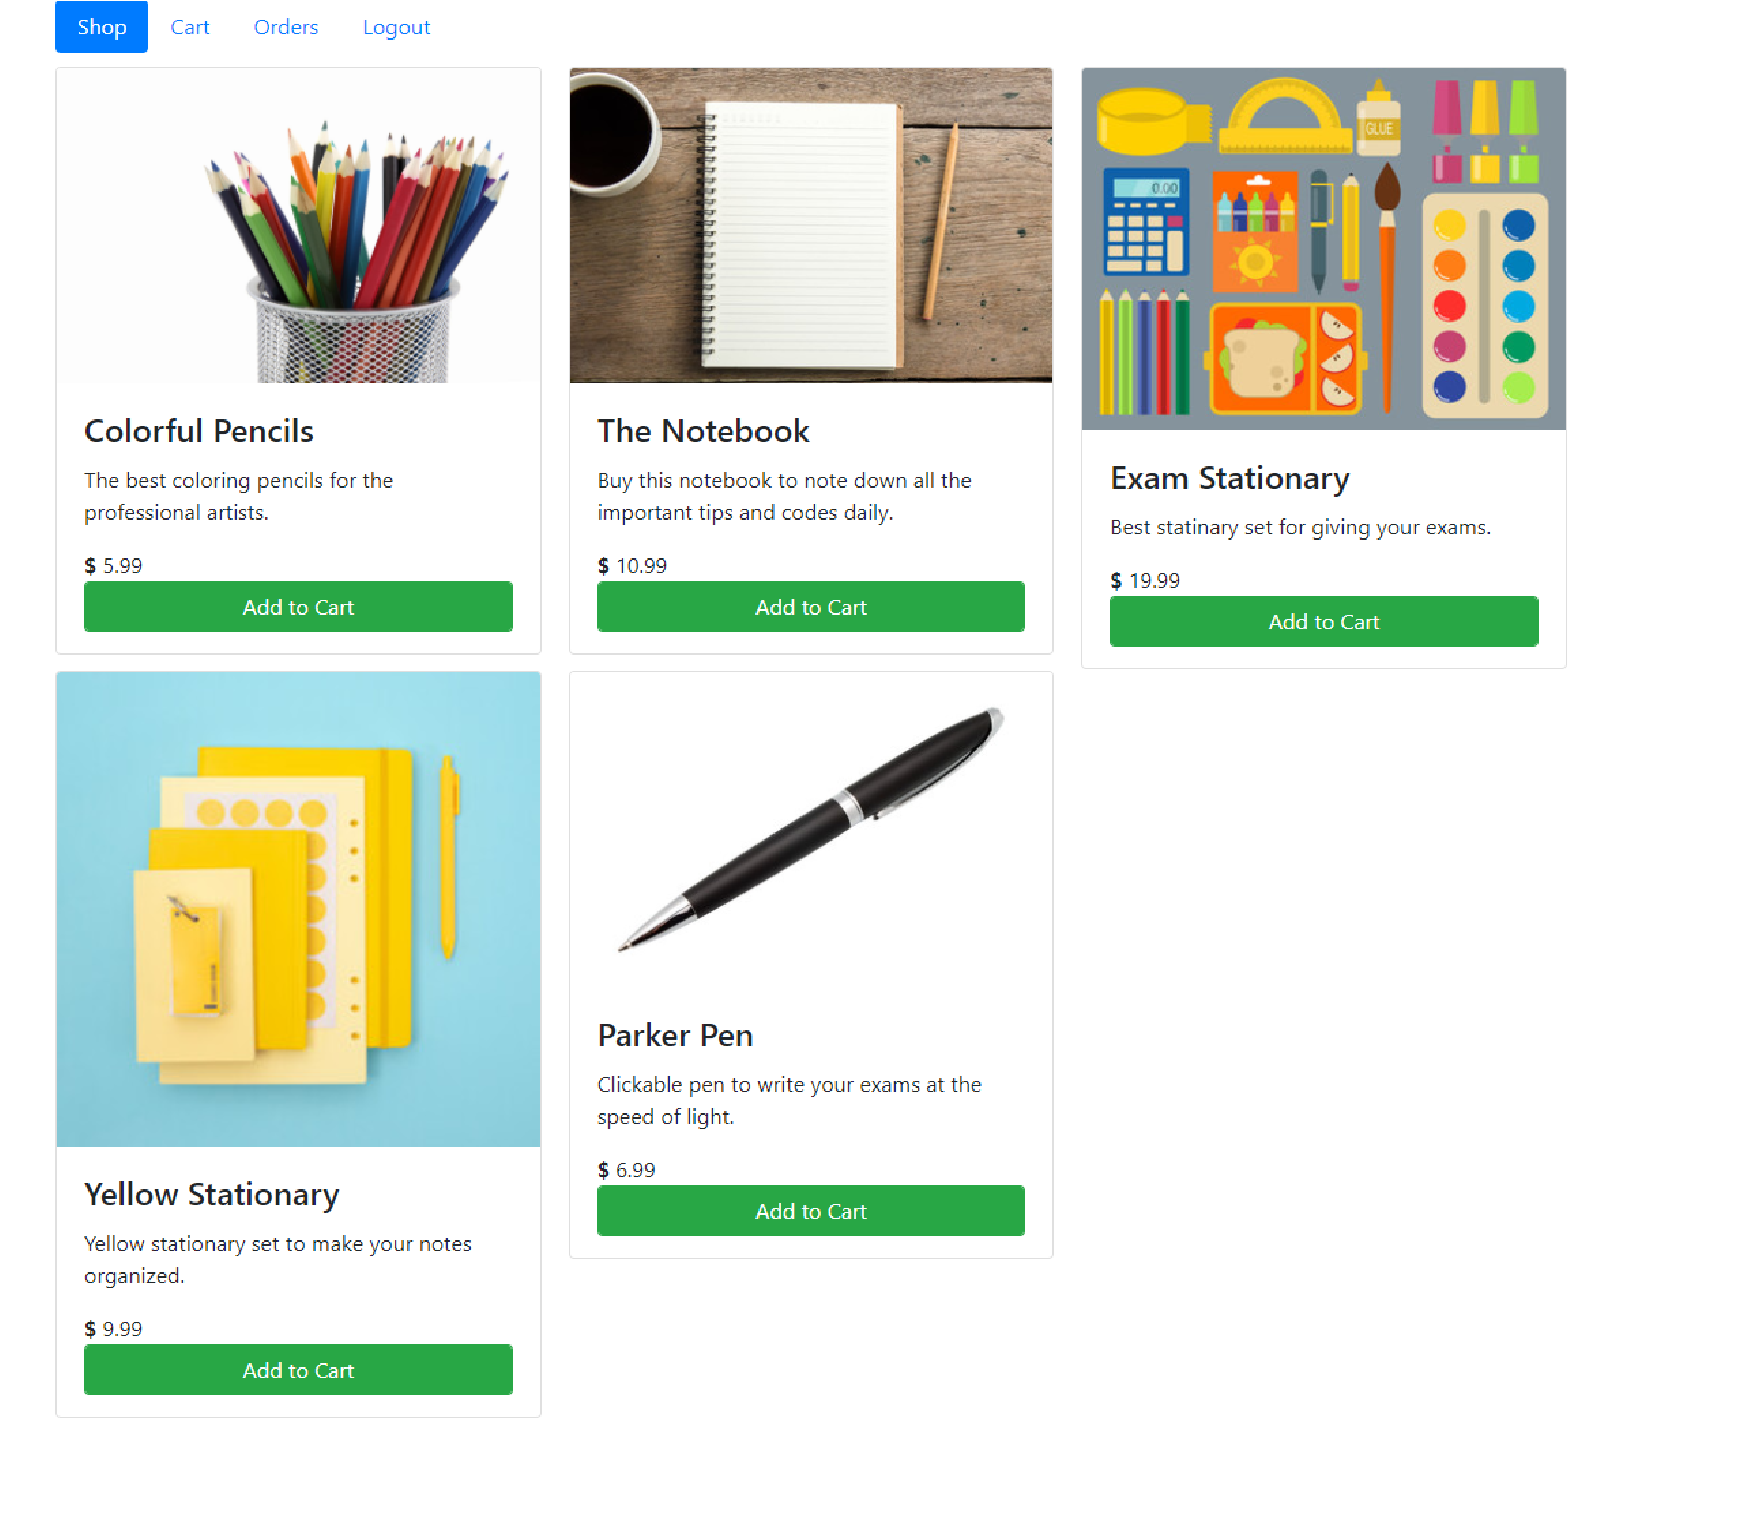 Shop Cart Orders Logout
Colorful Pencils
The best coloring pencils for the
professional artists.
$ 5.99
Add to Cart
The Notebook
Buy this notebook to note down all the
important tips and codes daily.
$ 10.99
Add to Cart
GLUE
0.00
Exam Stationary
Best statinary set for giving your exams.
$ 19.99
Add to Cart
Yellow Stationary
Yellow stationary set to make your notes
organized.
$ 9.99
Add to Cart
Parker Pen
Clickable pen to write your exams at the
speed of light.
$ 6.99
Add to Cart